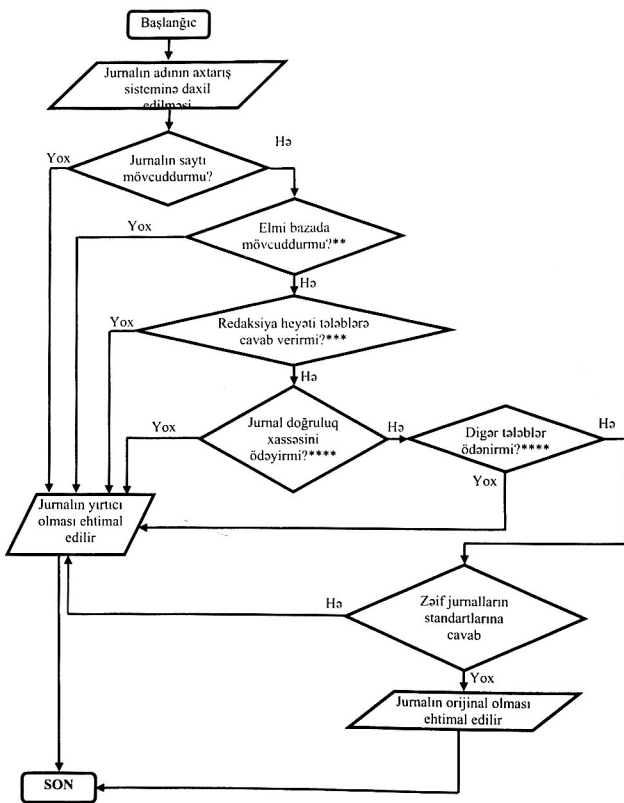 Başlanğıc
Jurnalın adının axtarış
sisteminə daxil
edilməsi
Yox
Hə
Jurnalın saytı
mövcuddurmu?
Yox
Elmi bazada
mövcuddurmu?**
Hə
Yox
Redaksiya heyəti tələblərə
cavab verirmi?***
Hə
Yox
Jurnal doğruluq
xassəsini
ödəyirmi?****
Hə
Digər tələblər
ödənirmi?****
Hə
Yox
Jurnalın yırtıcı
olması ehtimal
edilir
Hə
Zəif jurnalların
standartlarına
cavab
Yox
Jurnalın orijinal olması
ehtimal edilir
SON